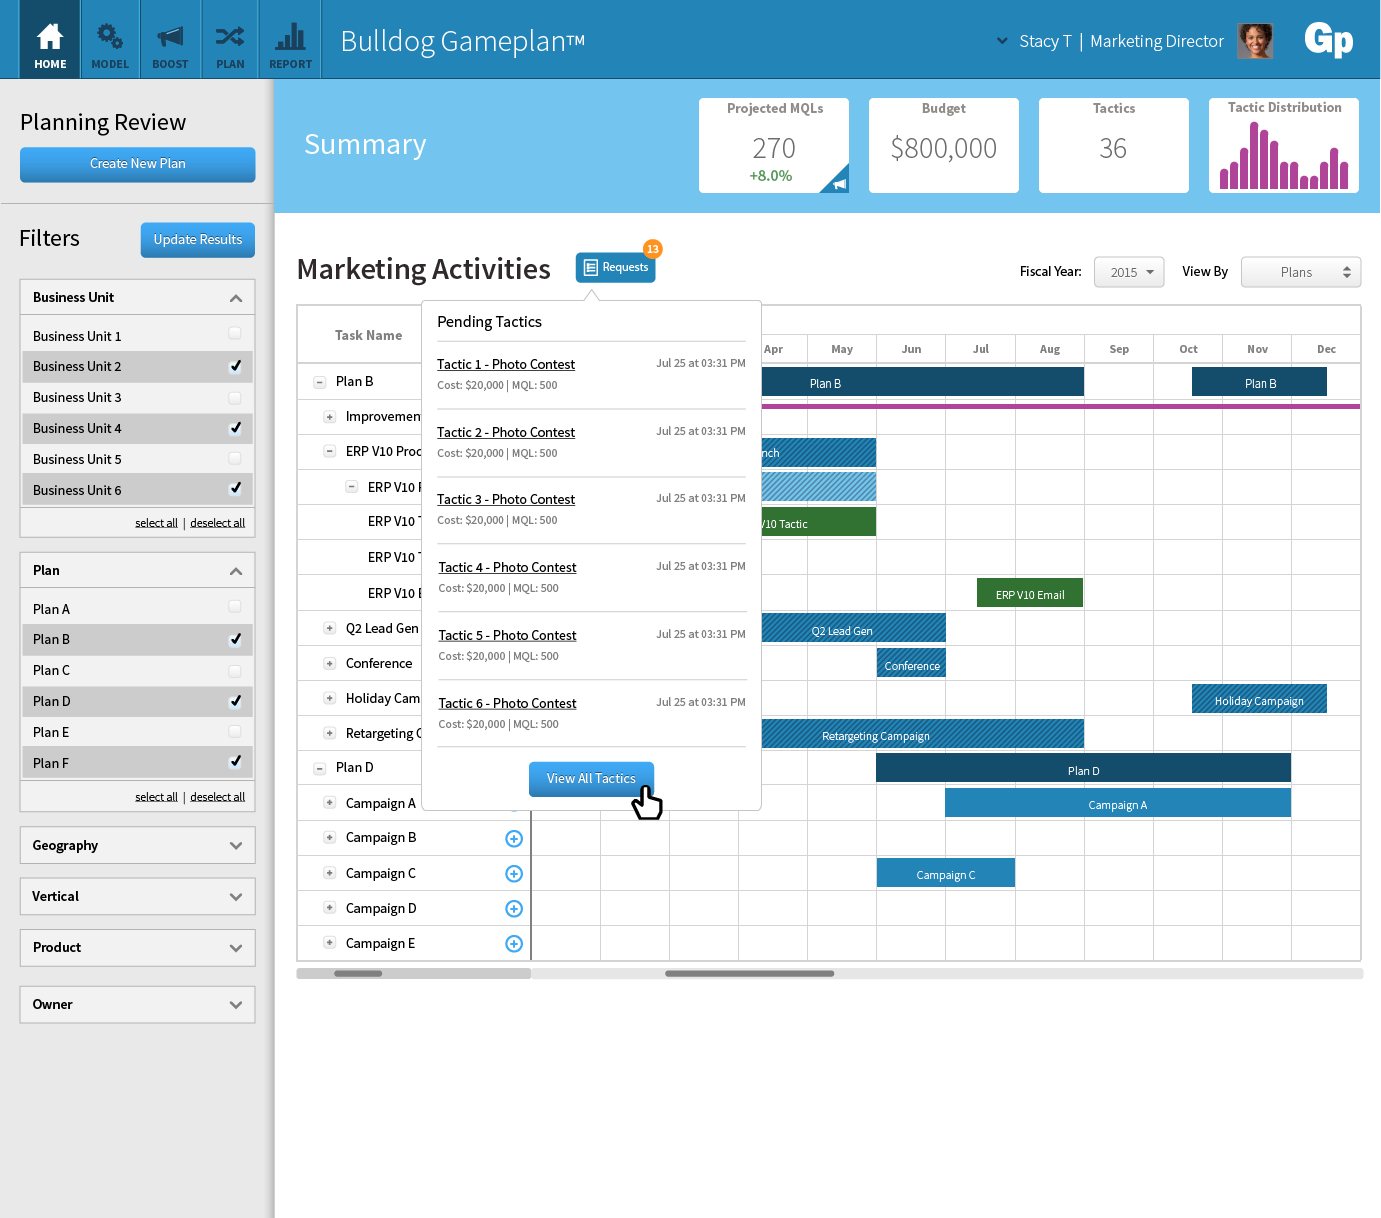 HOME
MODEL
BOOST
PLAN
REPORT
Bulldog Gameplan™
Stacy T | Marketing Director
Gp
Planning Review
Create New Plan
Filters
Update Results
Business Unit
Business Unit 1
Business Unit 2
Business Unit 3
Business Unit 4
Business Unit 5
Business Unit 6
select all | deselect all
Plan
Plan A
Plan B
Plan C
Plan D
Plan E
Plan F
select all | deselect all
Geography
Vertical
Product
Owner
Summary
Projected MQLs
270
+8.0%
Budget
$800,000
Tactics
36
Tactic Distribution
Marketing Activities
Requests
13
Fiscal Year:
2015
View By
Plans
Task Name
Apr May Jun Jul Aug Sep Oct Nov Dec
Pending Tactics
Tactic 1 - Photo Contest
Jul 25 at 03:31 PM
Cost: $20,000 | MQL: 500
Tactic 2 - Photo Contest
Jul 25 at 03:31 PM
Cost: $20,000 | MQL: 500
Tactic 3 - Photo Contest
Jul 25 at 03:31 PM
Cost: $20,000 | MQL: 500
Tactic 4 - Photo Contest
Jul 25 at 03:31 PM
Cost: $20,000 | MQL: 500
Tactic 5 - Photo Contest
Jul 25 at 03:31 PM
Cost: $20,000 | MQL: 500
Tactic 6 - Photo Contest
Jul 25 at 03:31 PM
Cost: $20,000 | MQL: 500
View All Tactics
Plan B
Plan B
Plan B
Improvemen
ERP V10 Proc
nch
ERP V10
ERP V10
V10 Tactic
ERP V10
ERP V10
ERP V10 Email
Q2 Lead Gen
Q2 Lead Gen
Conference
Conference
Holiday Cam
Holiday Campaign
Retargeting
Retargeting Campaign
Plan D
Plan D
Campaign A
Campaign A
Campaign B
Campaign C
Campaign C
Campaign D
Campaign E